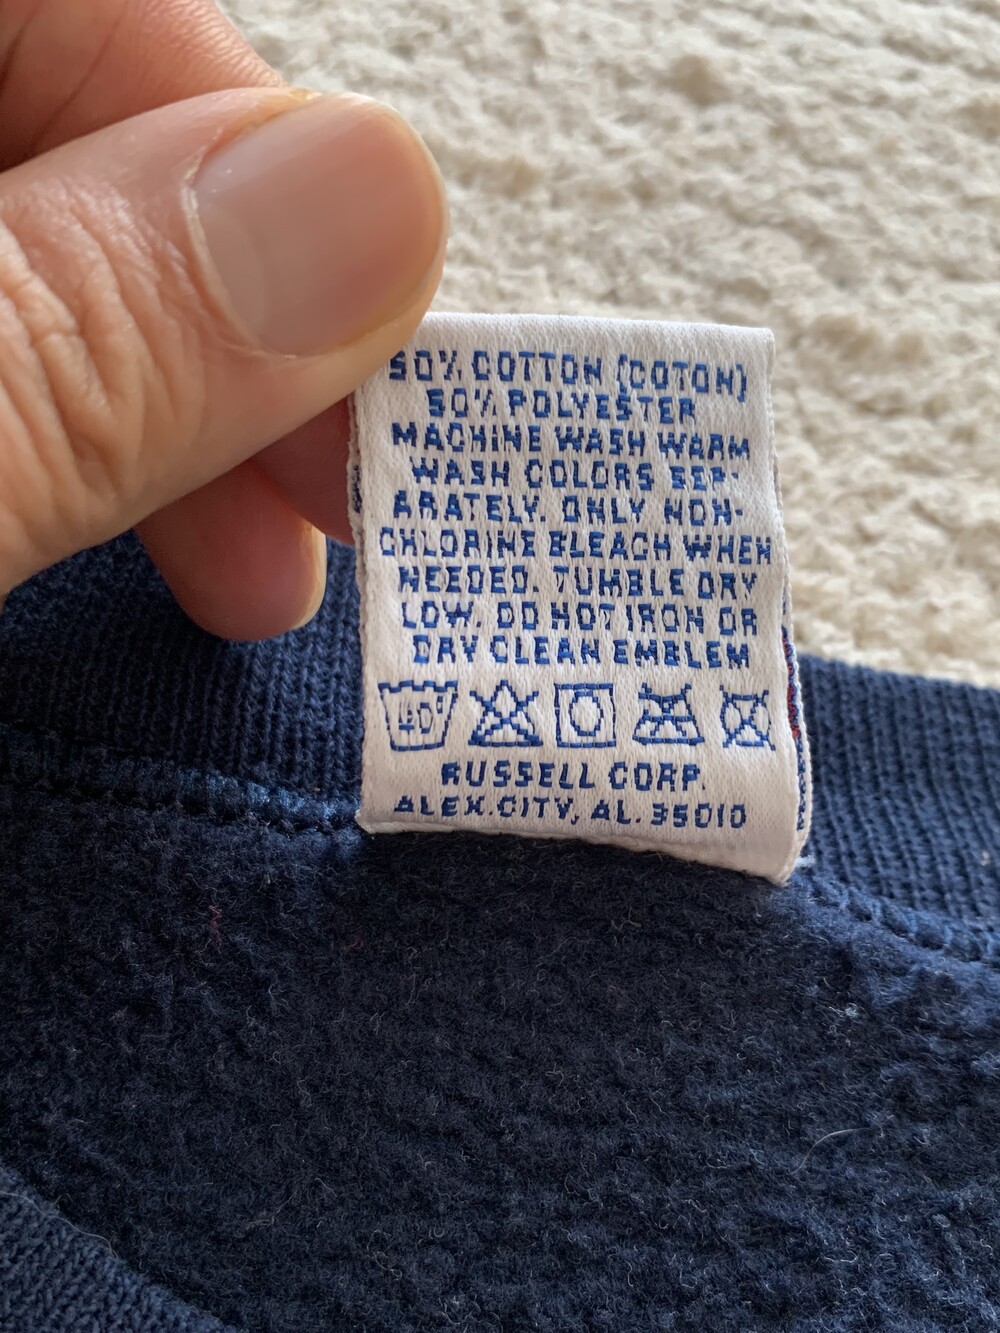 50% COTTON (COTON)
50% POLYESTER
MACHINE WASH WARM
WASH COLORS SEP-
ARATELY. ONLY NON-
CHLORINE BLEACH WHEN
NEEDED. TUMBLE DRY
LOW. DO NOT IRON OR
DRY CLEAN EMBLEM
40°
RUSSELL CORP.
ALEX.CITY, AL. 35010